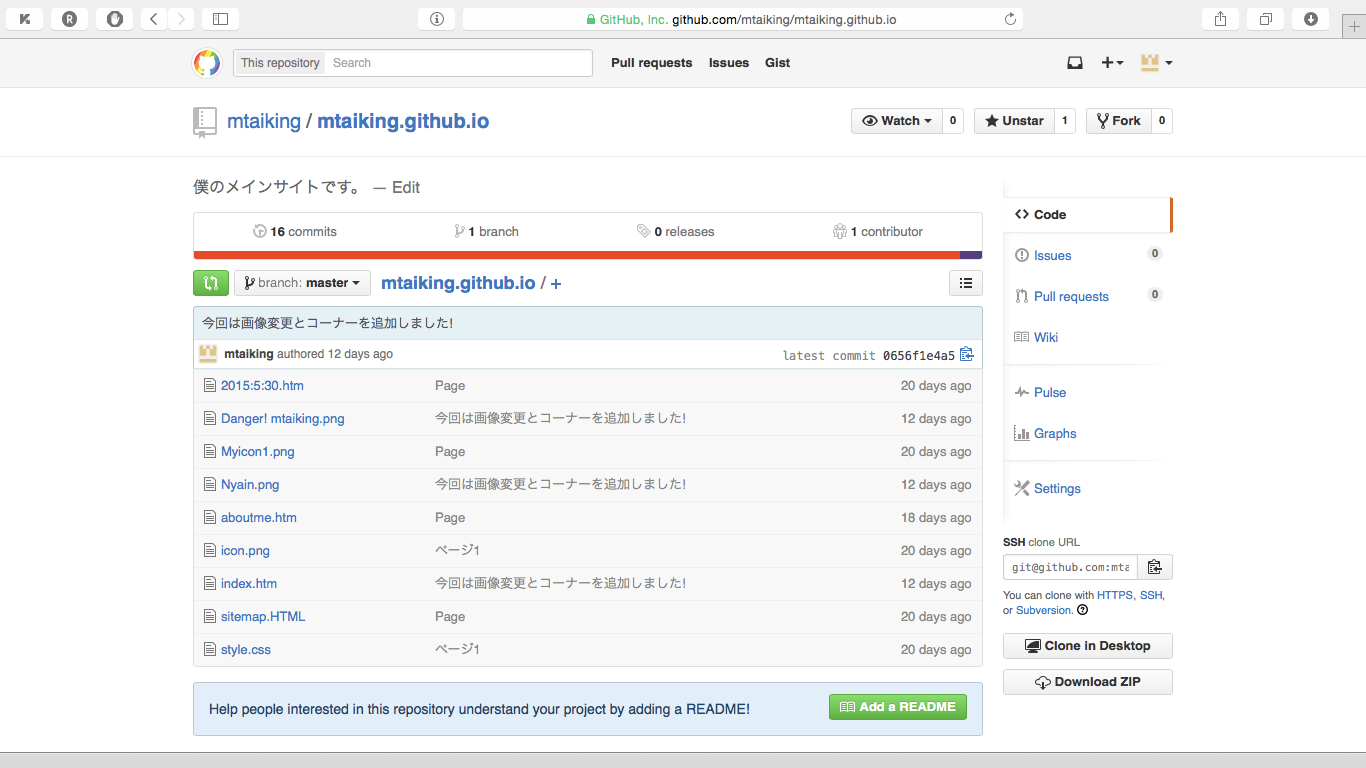 GitHub, Inc. github.com/mtaiking/mtaiking.github.io
This repository Search Pull requests Issues Gist
mtaiking / mtaiking.github.io Watch 0 Unstar 1 Fork 0
僕のメインサイトです。 — Edit
16 commits 1 branch 0 releases 1 contributor
branch: master mtaiking.github.io / +
今回は画像変更とコーナーを追加しました!
mtaiking authored 12 days ago latest commit 0656f1e4a5
2015:5:30.htm Page 20 days ago
Danger! mtaiking.png 今回は画像変更とコーナーを追加しました! 12 days ago
Myicon1.png Page 20 days ago
Nyain.png 今回は画像変更とコーナーを追加しました! 12 days ago
aboutme.htm Page 18 days ago
icon.png ページ1 20 days ago
index.htm 今回は画像変更とコーナーを追加しました! 12 days ago
sitemap.HTML Page 20 days ago
style.css ページ1 20 days ago
Help people interested in this repository understand your project by adding a README! Add a README
Code
Issues 0
Pull requests 0
Wiki
Pulse
Graphs
Settings
SSH clone URL
git@github.com:mta
You can clone with HTTPS, SSH,
or Subversion.
Clone in Desktop
Download ZIP